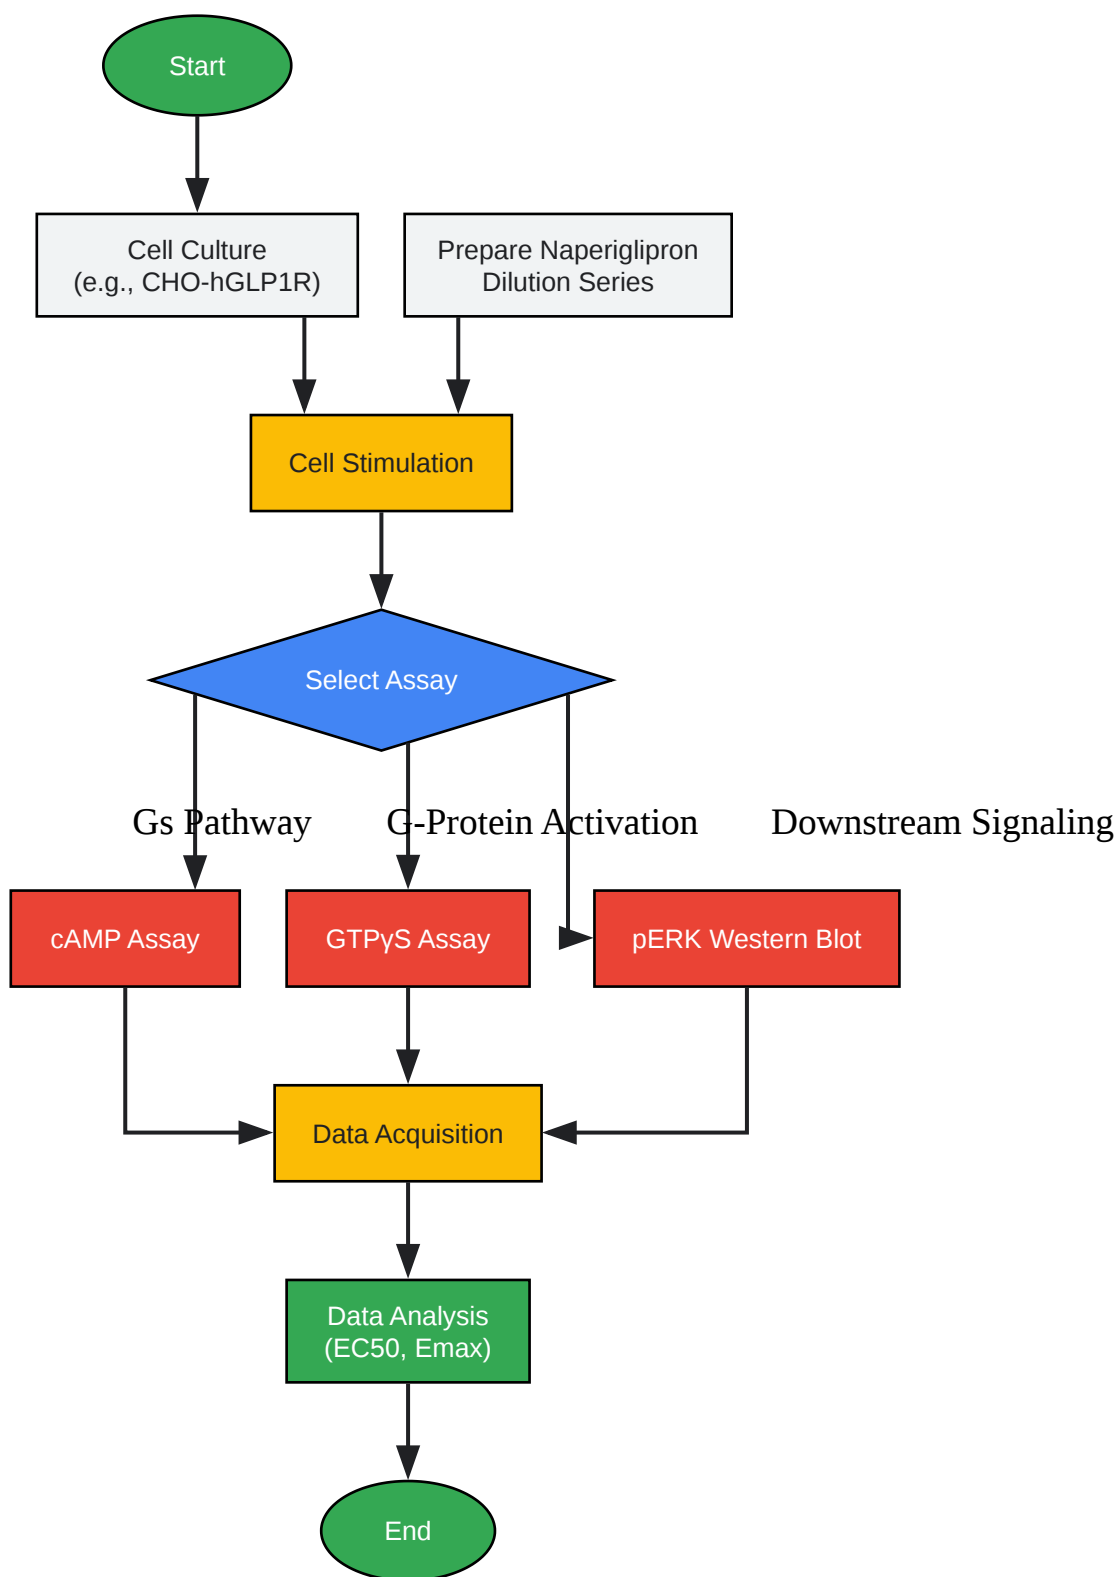 Start
Cell Culture
(e.g., CHO-hGLP1R)
Prepare Naperiglipron
Dilution Series
Cell Stimulation
Select Assay
Gs Pathway
G-Protein Activation
Downstream Signaling
cAMP Assay
GTPγS Assay
pERK Western Blot
Data Acquisition
Data Analysis
(EC50, Emax)
End